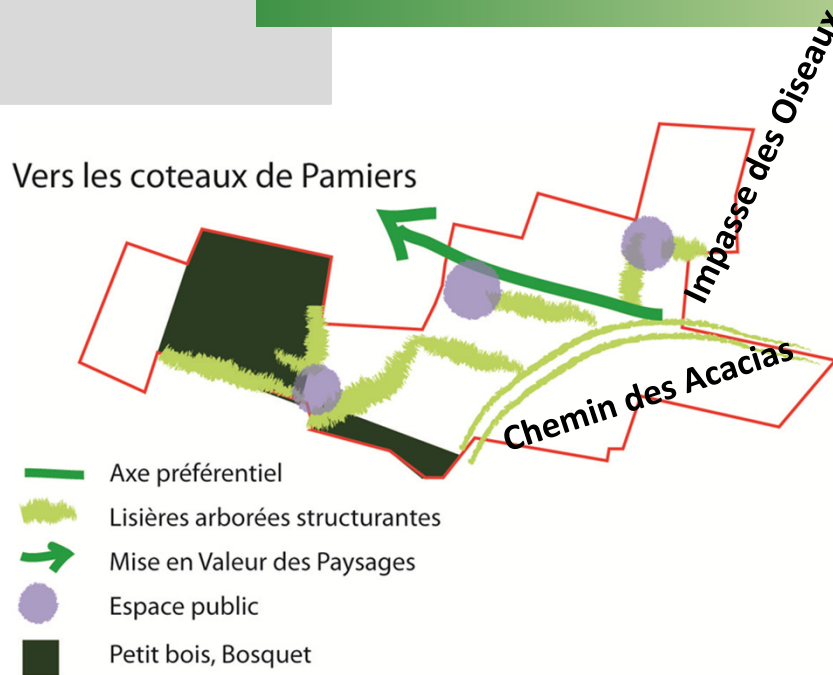 Vers les coteaux de Pamiers
Impasse des Oiseaux
Chemin des Acacias
Axe préférentiel
Lisières arborées structurantes
Mise en Valeur des Paysages
Espace public
Petit bois, Bosquet